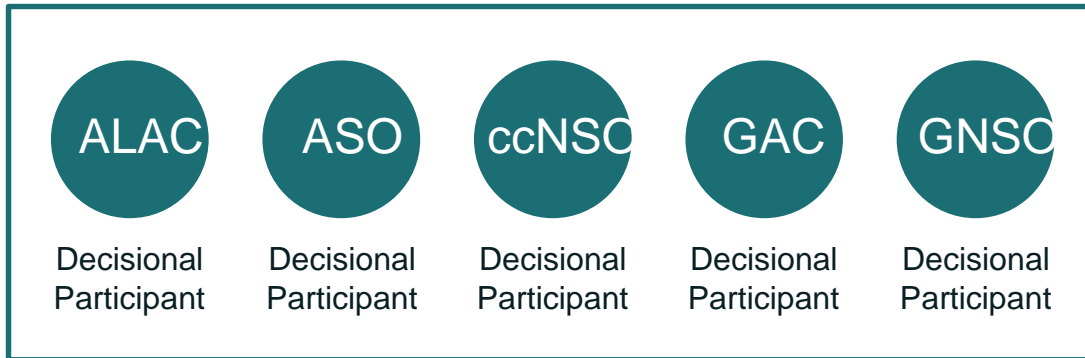 ALAC ASO ccNSO GAC GNSO
Decisional Decisional Decisional Decisional Decisional
Participant Participant Participant Participant Participant